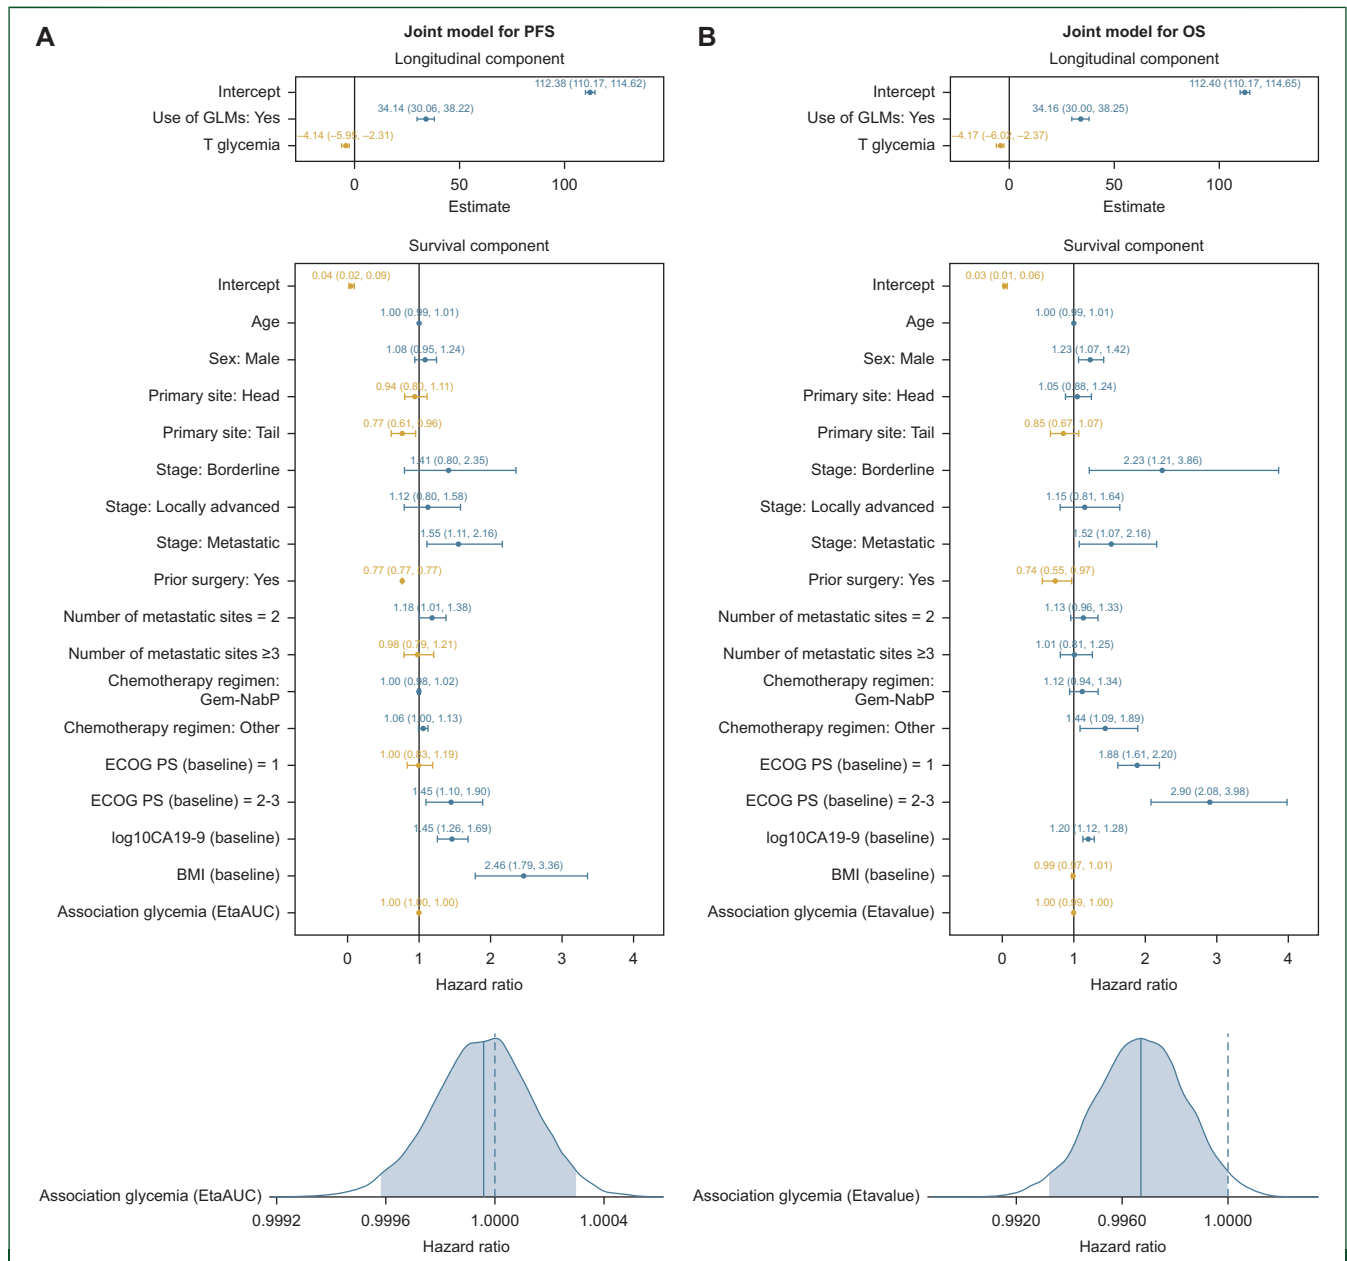 A
Joint model for PFS
Longitudinal component
Intercept
112.38 (110.17, 114.62)
Use of GLMs: Yes
34.14 (30.06, 38.22)
T glycemia
–4.14 (–5.95, –2.31)
0 50 100
Estimate
Survival component
Intercept
0.04 (0.02, 0.09)
Age
1.00 (0.99, 1.01)
Sex: Male
1.08 (0.95, 1.24)
Primary site: Head
0.94 (0.80, 1.11)
Primary site: Tail
0.77 (0.61, 0.96)
Stage: Borderline
1.41 (0.80, 2.35)
Stage: Locally advanced
1.12 (0.80, 1.58)
Stage: Metastatic
1.55 (1.11, 2.16)
Prior surgery: Yes
0.77 (0.77, 0.77)
Number of metastatic sites = 2
1.18 (1.01, 1.38)
Number of metastatic sites ≥3
0.98 (0.79, 1.21)
Chemotherapy regimen:
Gem-NabP
1.00 (0.98, 1.02)
Chemotherapy regimen: Other
1.06 (1.00, 1.13)
ECOG PS (baseline) = 1
1.00 (0.83, 1.19)
ECOG PS (baseline) = 2-3
1.45 (1.10, 1.90)
log10CA19-9 (baseline)
1.45 (1.26, 1.69)
BMI (baseline)
2.46 (1.79, 3.36)
Association glycemia (EtaAUC)
1.00 (1.00, 1.00)
0 1 2 3 4
Hazard ratio
Association glycemia (EtaAUC)
0.9992 0.9996 1.0000 1.0004
Hazard ratio
B
Joint model for OS
Longitudinal component
Intercept
112.40 (110.17, 114.65)
Use of GLMs: Yes
34.16 (30.00, 38.25)
T glycemia
–4.17 (–6.02, –2.37)
0 50 100
Estimate
Survival component
Intercept
0.03 (0.01, 0.06)
Age
1.00 (0.99, 1.01)
Sex: Male
1.23 (1.07, 1.42)
Primary site: Head
1.05 (0.88, 1.24)
Primary site: Tail
0.85 (0.67, 1.07)
Stage: Borderline
2.23 (1.21, 3.86)
Stage: Locally advanced
1.15 (0.81, 1.64)
Stage: Metastatic
1.52 (1.07, 2.16)
Prior surgery: Yes
0.74 (0.55, 0.97)
Number of metastatic sites = 2
1.13 (0.96, 1.33)
Number of metastatic sites ≥3
1.01 (0.81, 1.25)
Chemotherapy regimen:
Gem-NabP
1.12 (0.94, 1.34)
Chemotherapy regimen: Other
1.44 (1.09, 1.89)
ECOG PS (baseline) = 1
1.88 (1.61, 2.20)
ECOG PS (baseline) = 2-3
2.90 (2.08, 3.98)
log10CA19-9 (baseline)
1.20 (1.12, 1.28)
BMI (baseline)
0.99 (0.97, 1.01)
Association glycemia (Etavalue)
1.00 (0.99, 1.00)
0 1 2 3 4
Hazard ratio
Association glycemia (Etavalue)
0.9920 0.9960 1.0000
Hazard ratio